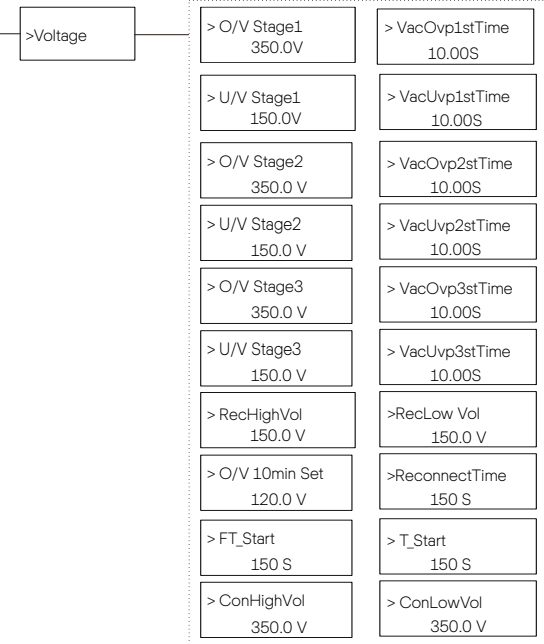 >Voltage
> O/V Stage1
350.0V
> VacOvp1stTime
10.00S
> U/V Stage1
150.0V
> VacUvp1stTime
10.00S
> O/V Stage2
350.0 V
> VacOvp2stTime
10.00S
> U/V Stage2
150.0 V
> VacUvp2stTime
10.00S
> O/V Stage3
350.0 V
> VacOvp3stTime
10.00S
> U/V Stage3
150.0 V
> VacUvp3stTime
10.00S
> RecHighVol
150.0 V
>RecLow Vol
150.0 V
> O/V 10min Set
120.0 V
>ReconnectTime
150 S
> FT_Start
150 S
> T_Start
150 S
> ConHighVol
350.0 V
> ConLowVol
350.0 V